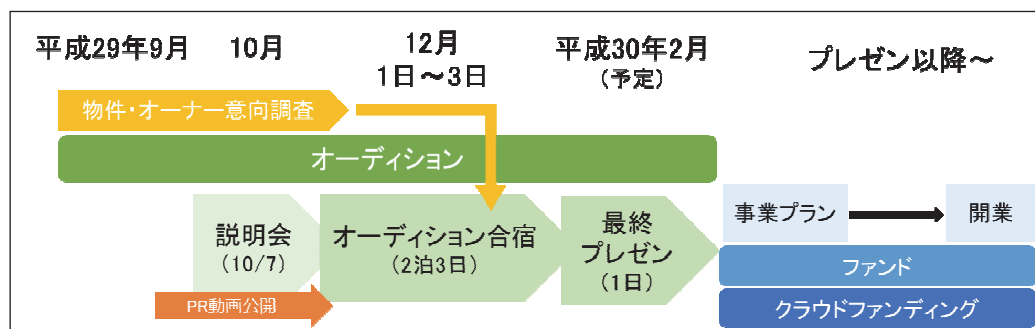 平成29年9月
10月
12月
1日～3日
平成30年2月
(予定)
プレゼン以降～
物件・オーナー意向調査
オーディション
説明会
(10/7)
オーディション合宿
(2泊3日)
最終
プレゼン
(1日)
事業プラン
開業
PR動画公開
ファンド
クラウドファンディング